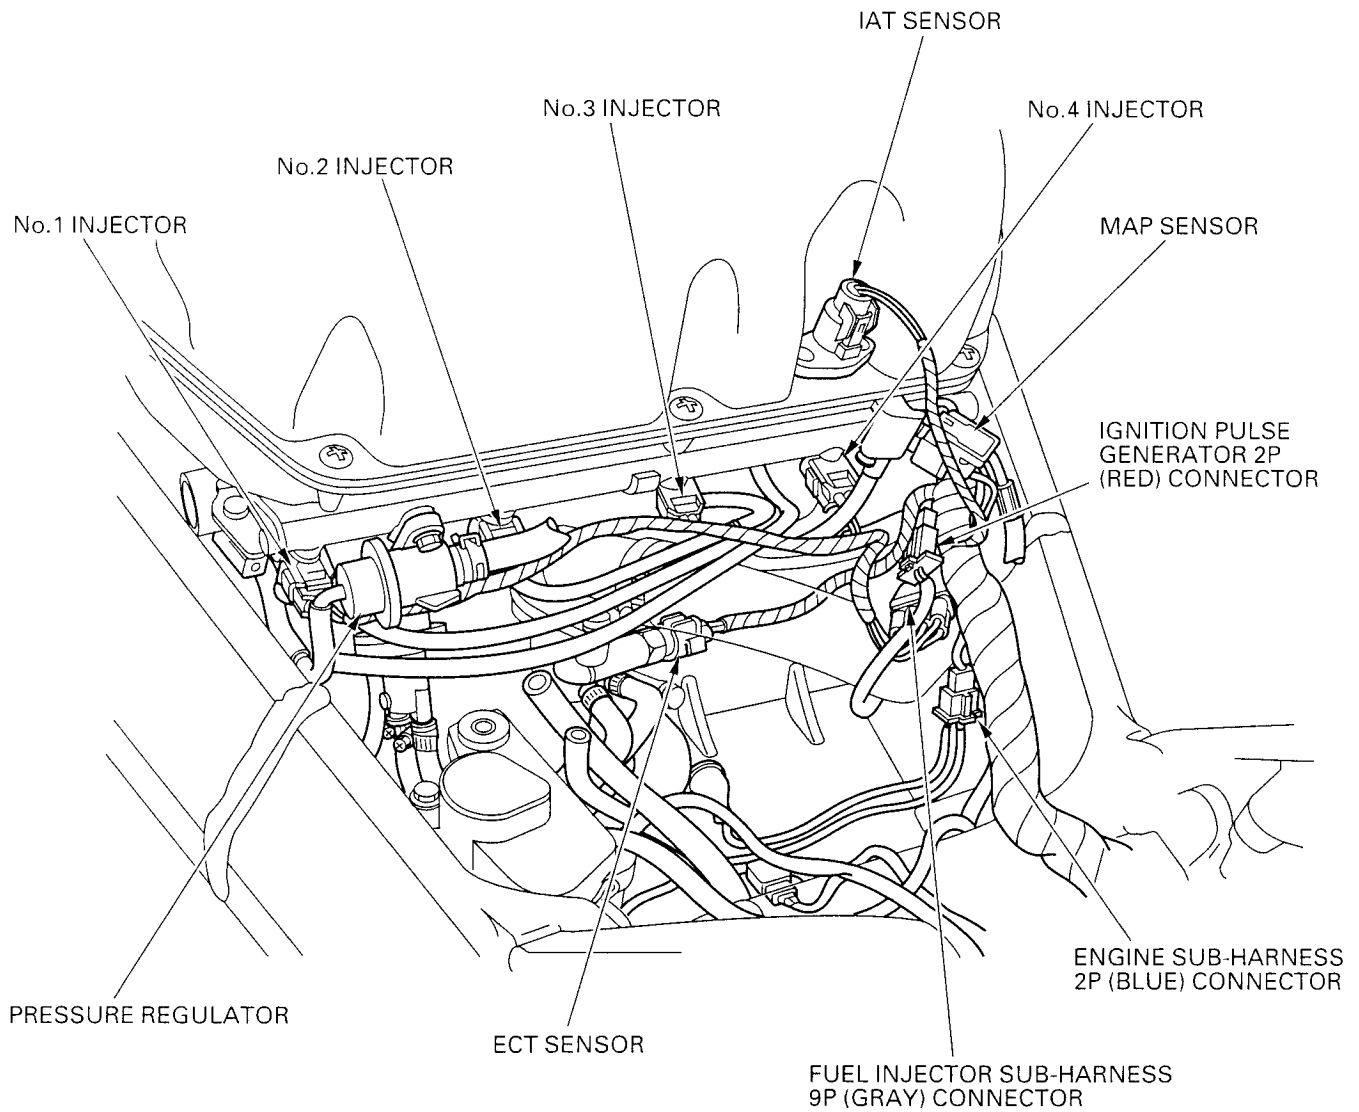 IAT SENSOR
No.3 INJECTOR
No.4 INJECTOR
No.2 INJECTOR
No.1 INJECTOR
MAP SENSOR
IGNITION PULSE
GENERATOR 2P
(RED) CONNECTOR
ENGINE SUB-HARNESS
2P (BLUE) CONNECTOR
PRESSURE REGULATOR
ECT SENSOR
FUEL INJECTOR SUB-HARNESS
9P (GRAY) CONNECTOR